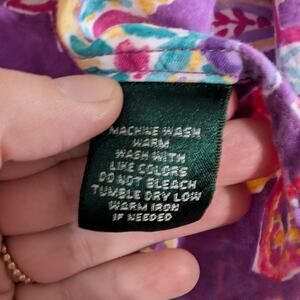 MACHINE WASH
WARM
WASH WITH
LIKE COLORS
DO NOT BLEACH
TUMBLE DRY LOW
WARM IRON
IF NEEDED